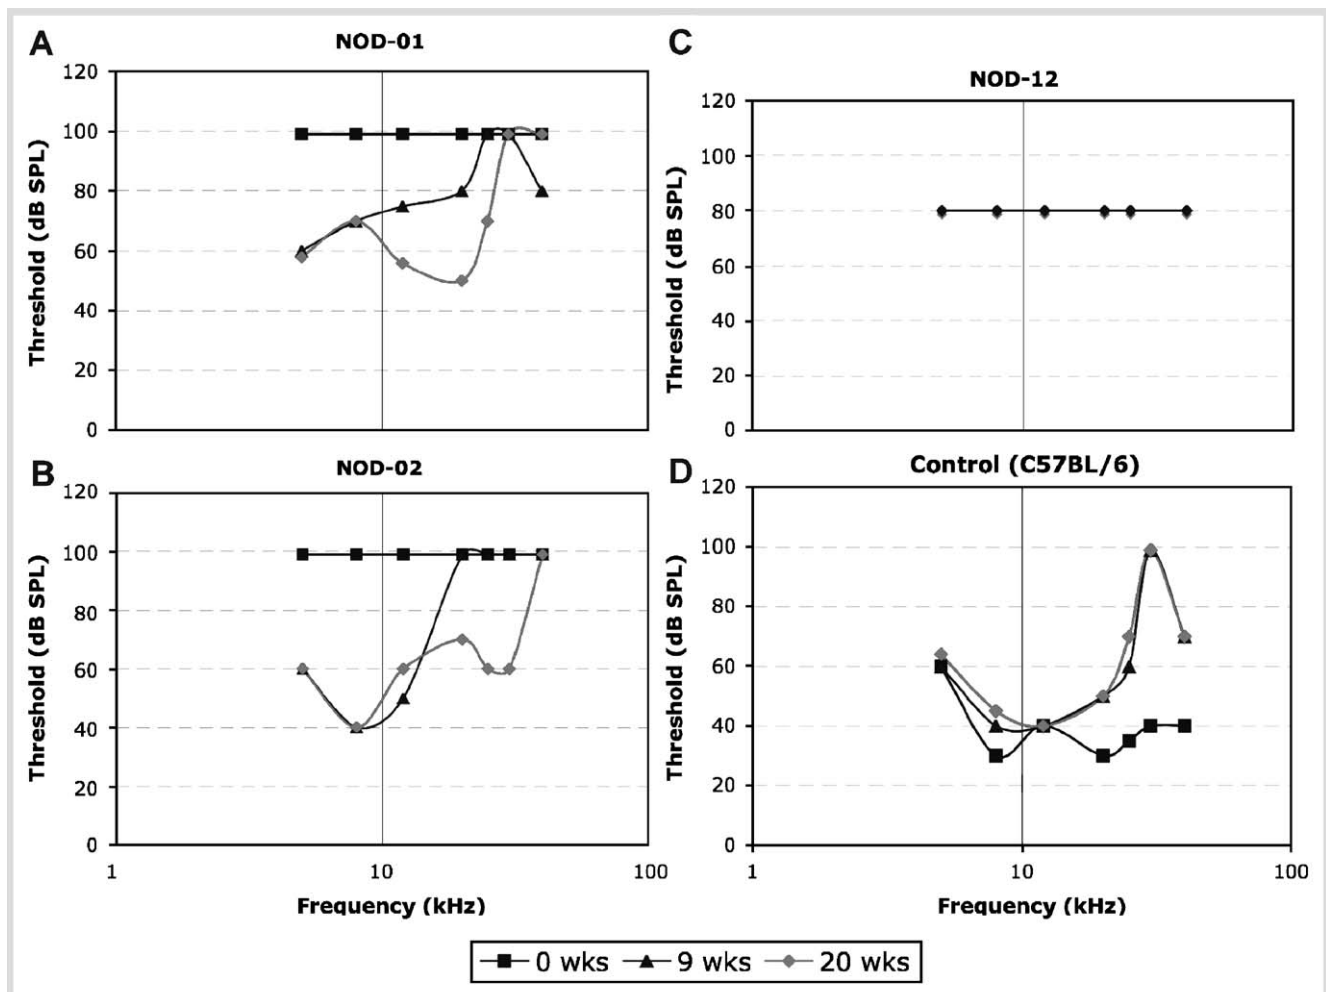 A
NOD-01
120
100
80
60
40
20
0
Threshold (dB SPL)
C
NOD-12
120
100
80
60
40
20
0
Threshold (dB SPL)
B
NOD-02
120
100
80
60
40
20
0
Threshold (dB SPL)
1
10
100
Frequency (kHz)
D
Control (C57BL/6)
120
100
80
60
40
20
0
Threshold (dB SPL)
1
10
100
Frequency (kHz)
0 wks 9 wks 20 wks